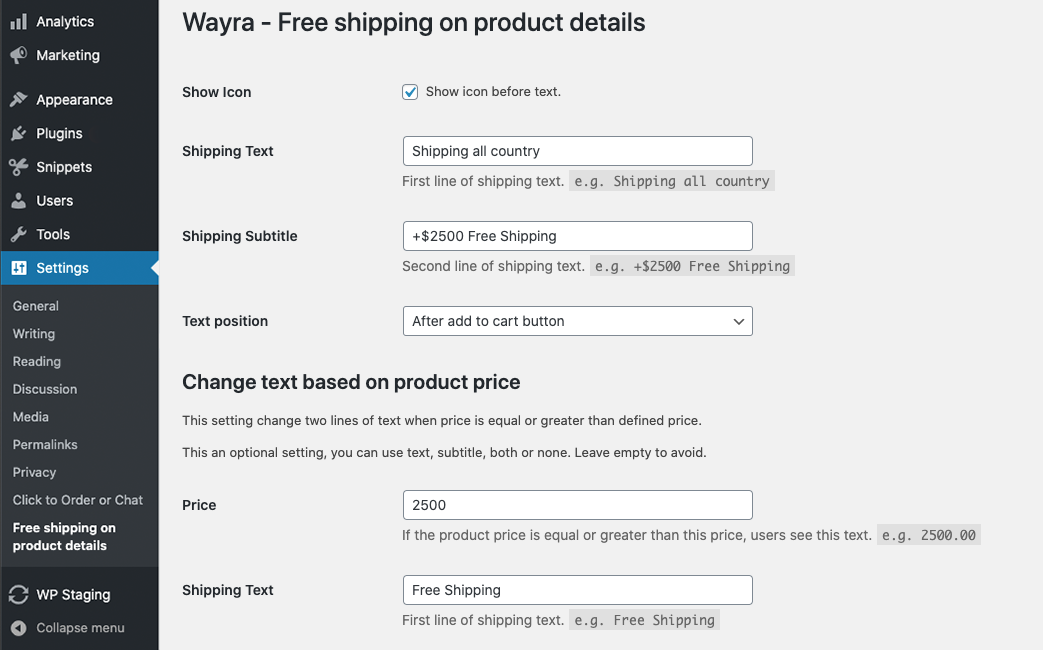 Analytics
Marketing
Appearance
Plugins
Snippets
Users
Tools
Settings
General
Writing
Reading
Discussion
Media
Permalinks
Privacy
Click to Order or Chat
Free shipping on
product details
WP Staging
Collapse menu
Wayra - Free shipping on product details
Show Icon
Show icon before text.
Shipping Text
Shipping all country
First line of shipping text. e.g. Shipping all country
Shipping Subtitle
+$2500 Free Shipping
Second line of shipping text. e.g. +$2500 Free Shipping
Text position
After add to cart button
Change text based on product price
This setting change two lines of text when price is equal or greater than defined price.
This an optional setting, you can use text, subtitle, both or none. Leave empty to avoid.
Price
2500
If the product price is equal or greater than this price, users see this text. e.g. 2500.00
Shipping Text
Free Shipping
First line of shipping text. e.g. Free Shipping